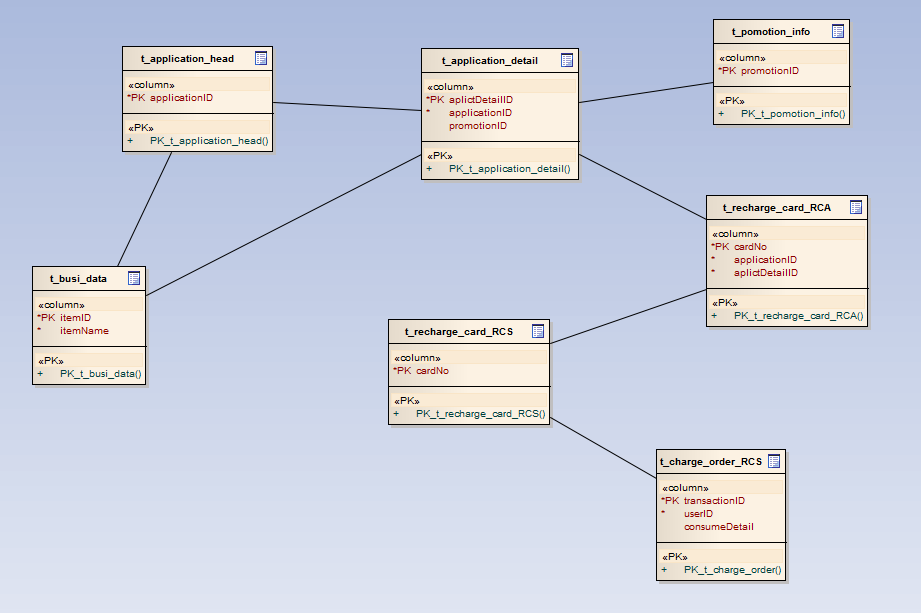 t_application_head
«column»
*PK applicationID
«PK»
+ PK_t_application_head()
t_application_detail
«column»
*PK aplictDetailID
* applicationID
promotionID
«PK»
+ PK_t_application_detail()
t_pomotion_info
«column»
*PK promotionID
«PK»
+ PK_t_pomotion_info()
t_recharge_card_RCA
«column»
*PK cardNo
* applicationID
* aplictDetailID
«PK»
+ PK_t_recharge_card_RCA()
t_busi_data
«column»
*PK itemID
* itemName
«PK»
+ PK_t_busi_data()
t_recharge_card_RCS
«column»
*PK cardNo
«PK»
+ PK_t_recharge_card_RCS()
t_charge_order_RCS
«column»
*PK transactionID
* userID
consumeDetail
«PK»
+ PK_t_charge_order()